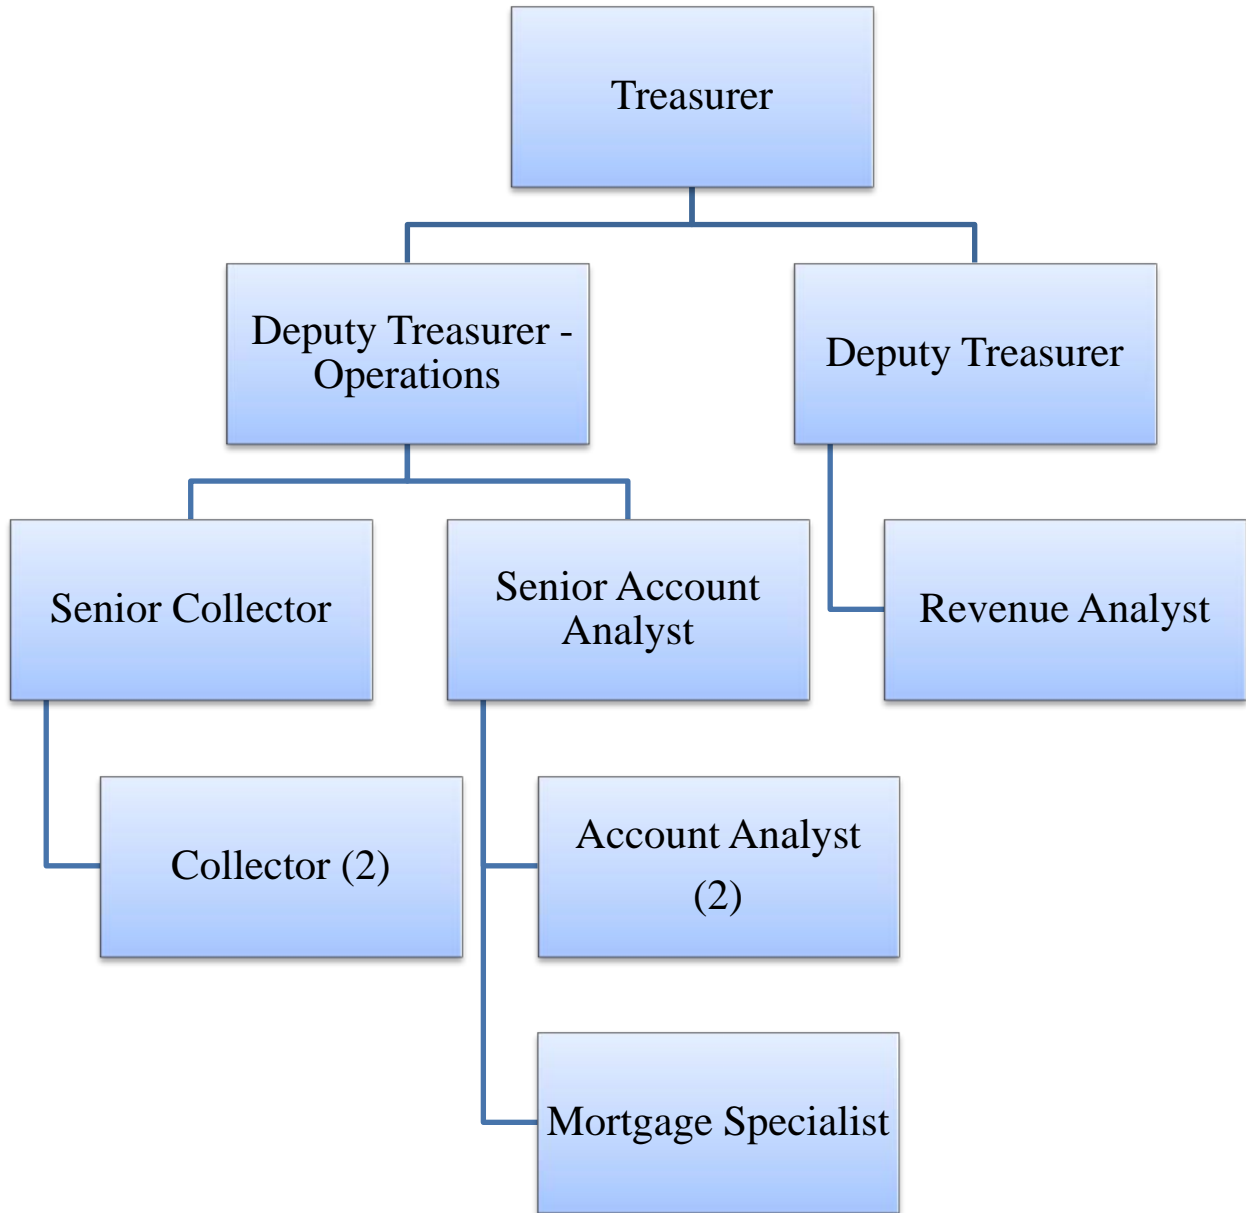 Treasurer
Deputy Treasurer -
Operations
Deputy Treasurer
Senior Collector
Senior Account
Analyst
Revenue Analyst
Collector (2)
Account Analyst
(2)
Mortgage Specialist